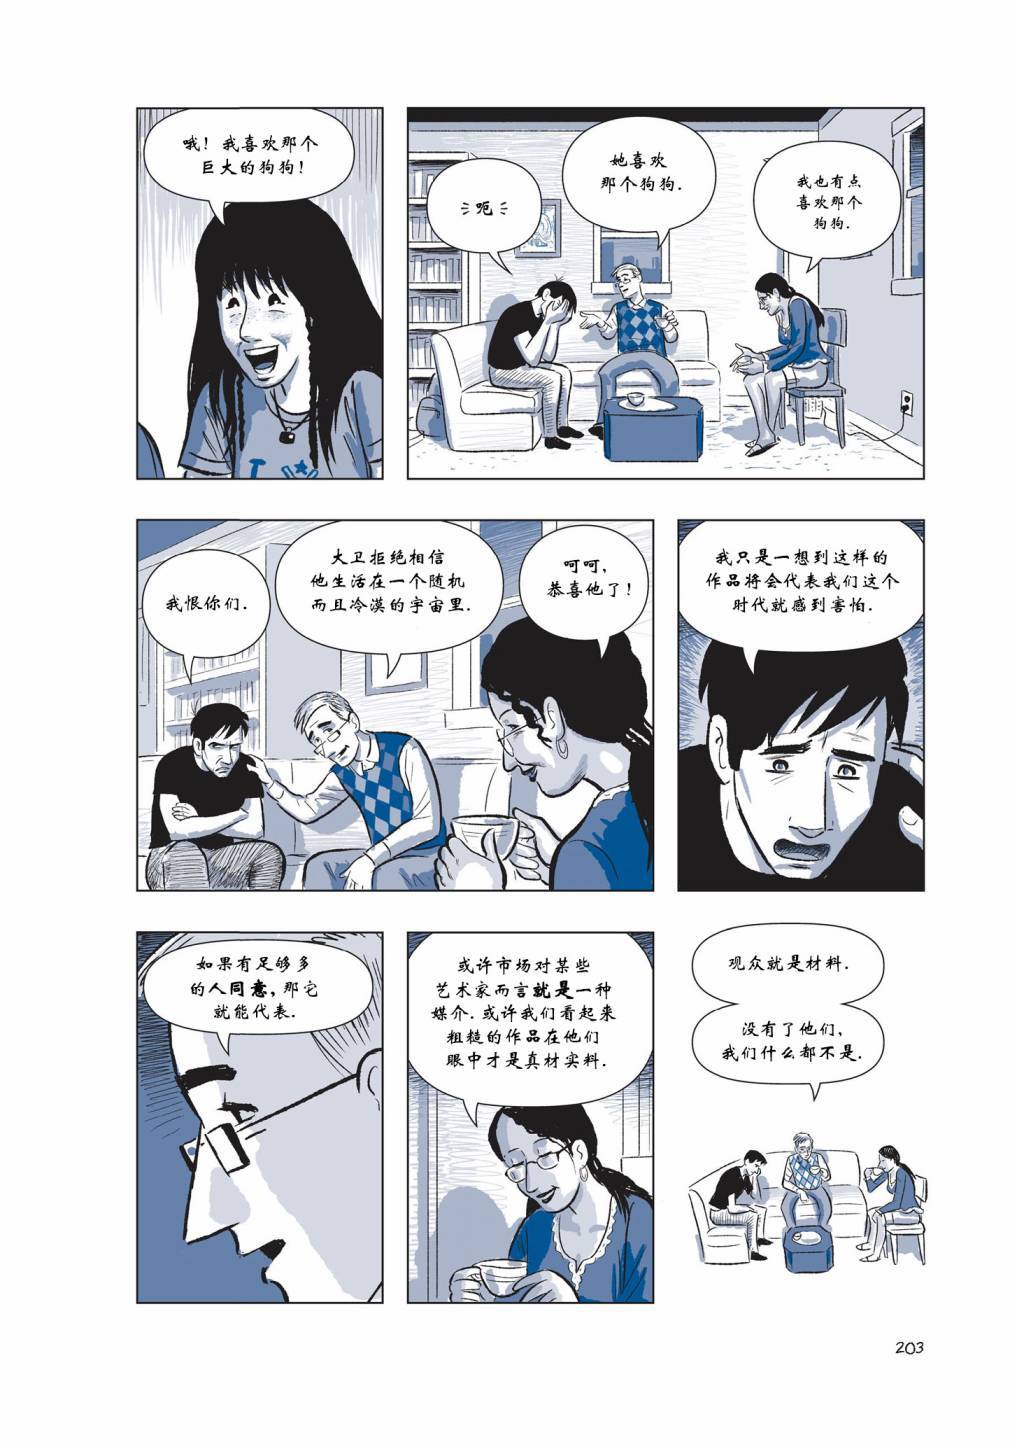 哦！我喜欢那个
巨大的狗狗！
呃
她喜欢
那个狗狗.
我也有点
喜欢那个
狗狗.
我恨你们.
大卫拒绝相信
他生活在一个随机
而且冷漠的宇宙里.
呵呵,
恭喜他了！
我只是一想到这样的
作品将会代表我们这个
时代就感到害怕.
如果有足够多
的人同意, 那它
就能代表.
或许市场对某些
艺术家而言就是一种
媒介. 或许我们看起来
粗糙的作品在他们
眼中才是真材实料.
观众就是材料.
没有了他们,
我们什么都不是.
203